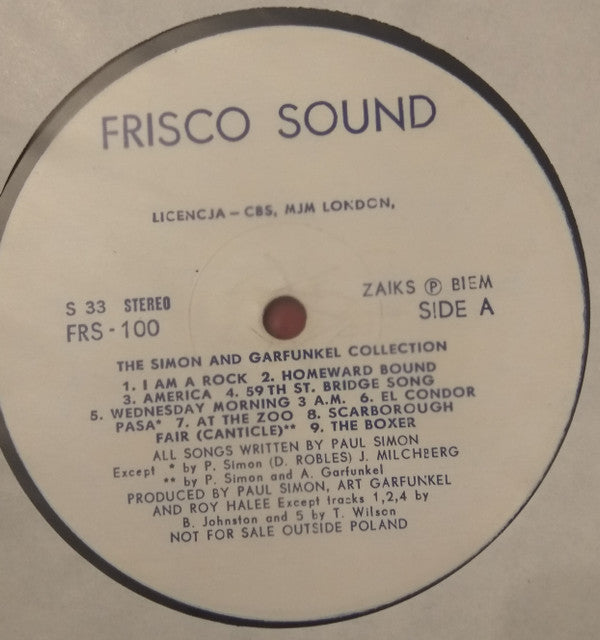 FRISCO SOUND
LICENCJA – CBS, MJM LONDON,
S 33 STEREO
FRS - 100
ZAIKS Ⓟ BIEM
SIDE A
THE SIMON AND GARFUNKEL COLLECTION
1. I AM A ROCK 2. HOMEWARD BOUND
3. AMERICA 4. 59TH ST. BRIDGE SONG
5. WEDNESDAY MORNING 3 A.M. 6. EL CONDOR
PASA* 7. AT THE ZOO 8. SCARBOROUGH
FAIR (CANTICLE)** 9. THE BOXER
ALL SONGS WRITTEN BY PAUL SIMON
Except * by P. Simon (D. ROBLES) J. MILCHBERG
** by P. Simon and A. Garfunkel
PRODUCED BY PAUL SIMON, ART GARFUNKEL
AND ROY HALEE Except tracks 1,2,4 by
B. Johnston and 5 by T. Wilson
NOT FOR SALE OUTSIDE POLAND